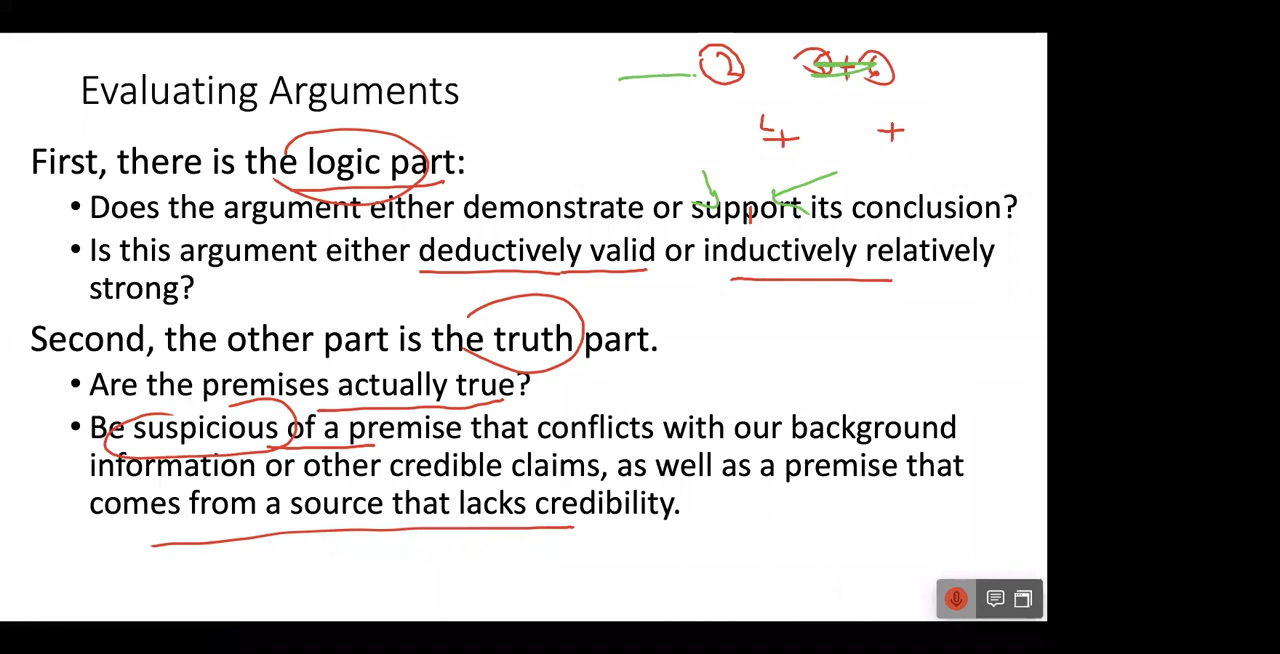 2
Evaluating Arguments
First, there is the logic part:
• Does the argument either demonstrate or support its conclusion?
• Is this argument either deductively valid or inductively relatively
strong?
Second, the other part is the truth part.
• Are the premises actually true?
• Be suspicious of a premise that conflicts with our background
information or other credible claims, as well as a premise that
comes from a source that lacks credibility.